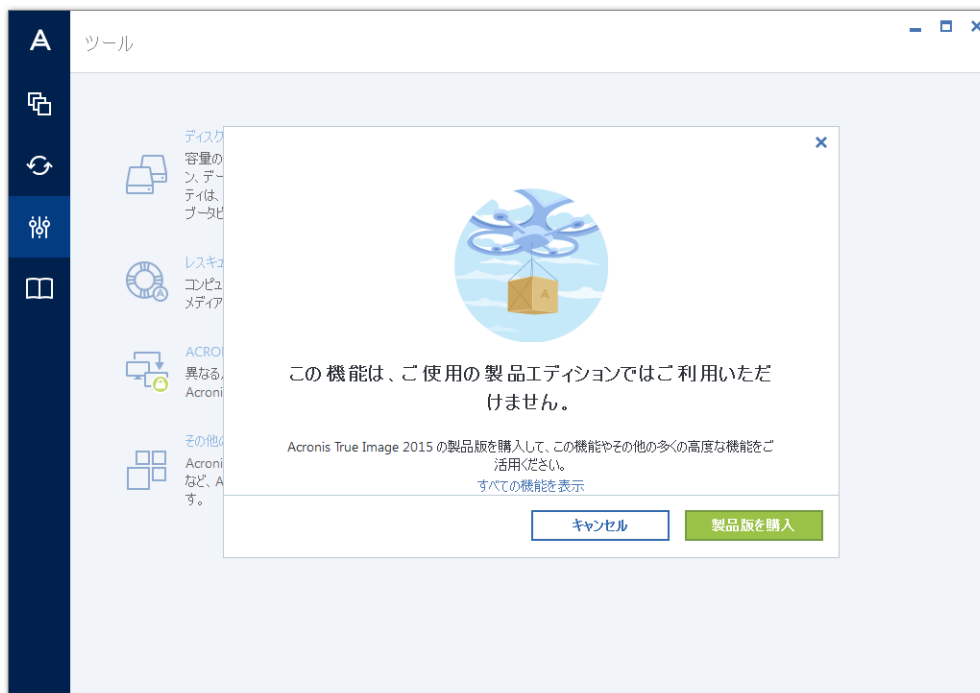 ツール
ディスク
容量の
ン、デー
ティは、
ブータビ
レスキュ
コンピュ
メディア
ACRO
異なる
Acroni
その他の
Acroni
など、A
す。
この機能は、ご使用の製品エディションではご利用いただ
けません。
Acronis True Image 2015 の製品版を購入して、この機能やその他の多くの高度な機能をご
活用ください。
すべての機能を表示
キャンセル
製品版を購入